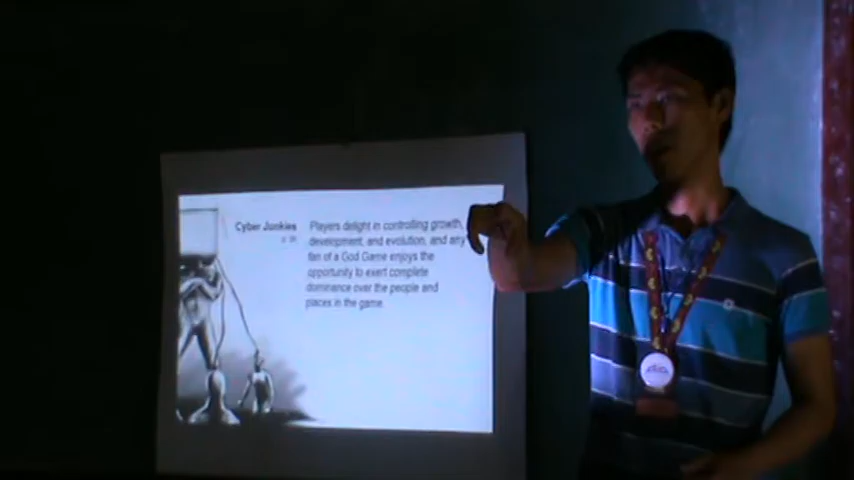 Cyber Junkies
Players delight in controlling growth,
development, and evolution, and any
fan of a God Game enjoys the
opportunity to exert complete
dominance over the people and
places in the game.